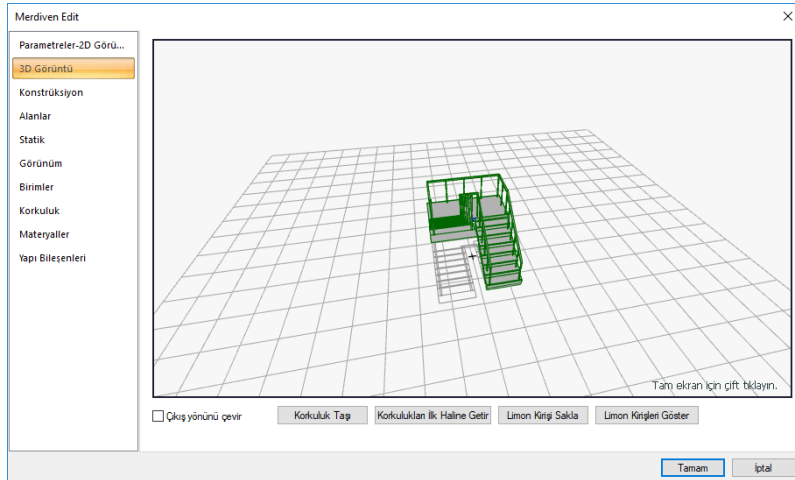 Merdiven Edit
Parametreler-2D Görü...
3D Görüntü
Konstrüksiyon
Alanlar
Statik
Görünüm
Birimler
Korkuluk
Materyaller
Yapı Bileşenleri
Tam ekran için çift tıklayın.
Çıkış yönünü çevir
Korkuluk Taşı
Korkulukları İlk Haline Getir
Limon Kirişi Sakla
Limon Kirişleri Göster
Tamam
İptal